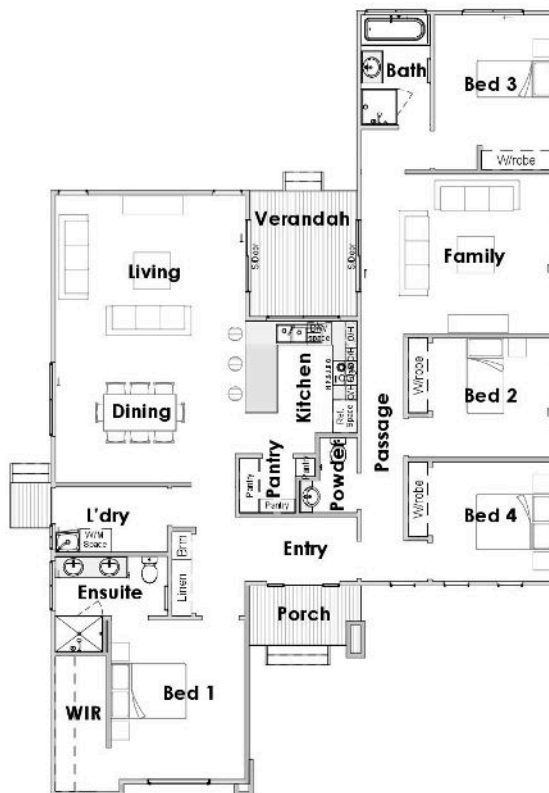 Bath
Bed 3
W/robe
Verandah
Living
S/Door
S/Door
Family
Kitchen
Space
W/robe
Bed 2
Dining
Ref.
Space
Passage
Pantry
Pantry
Pantry
Pantry
Powder
W/robe
Bed 4
L'dry
W/M
Space
Brm
Linen
Entry
Ensuite
Porch
Bed 1
WIR